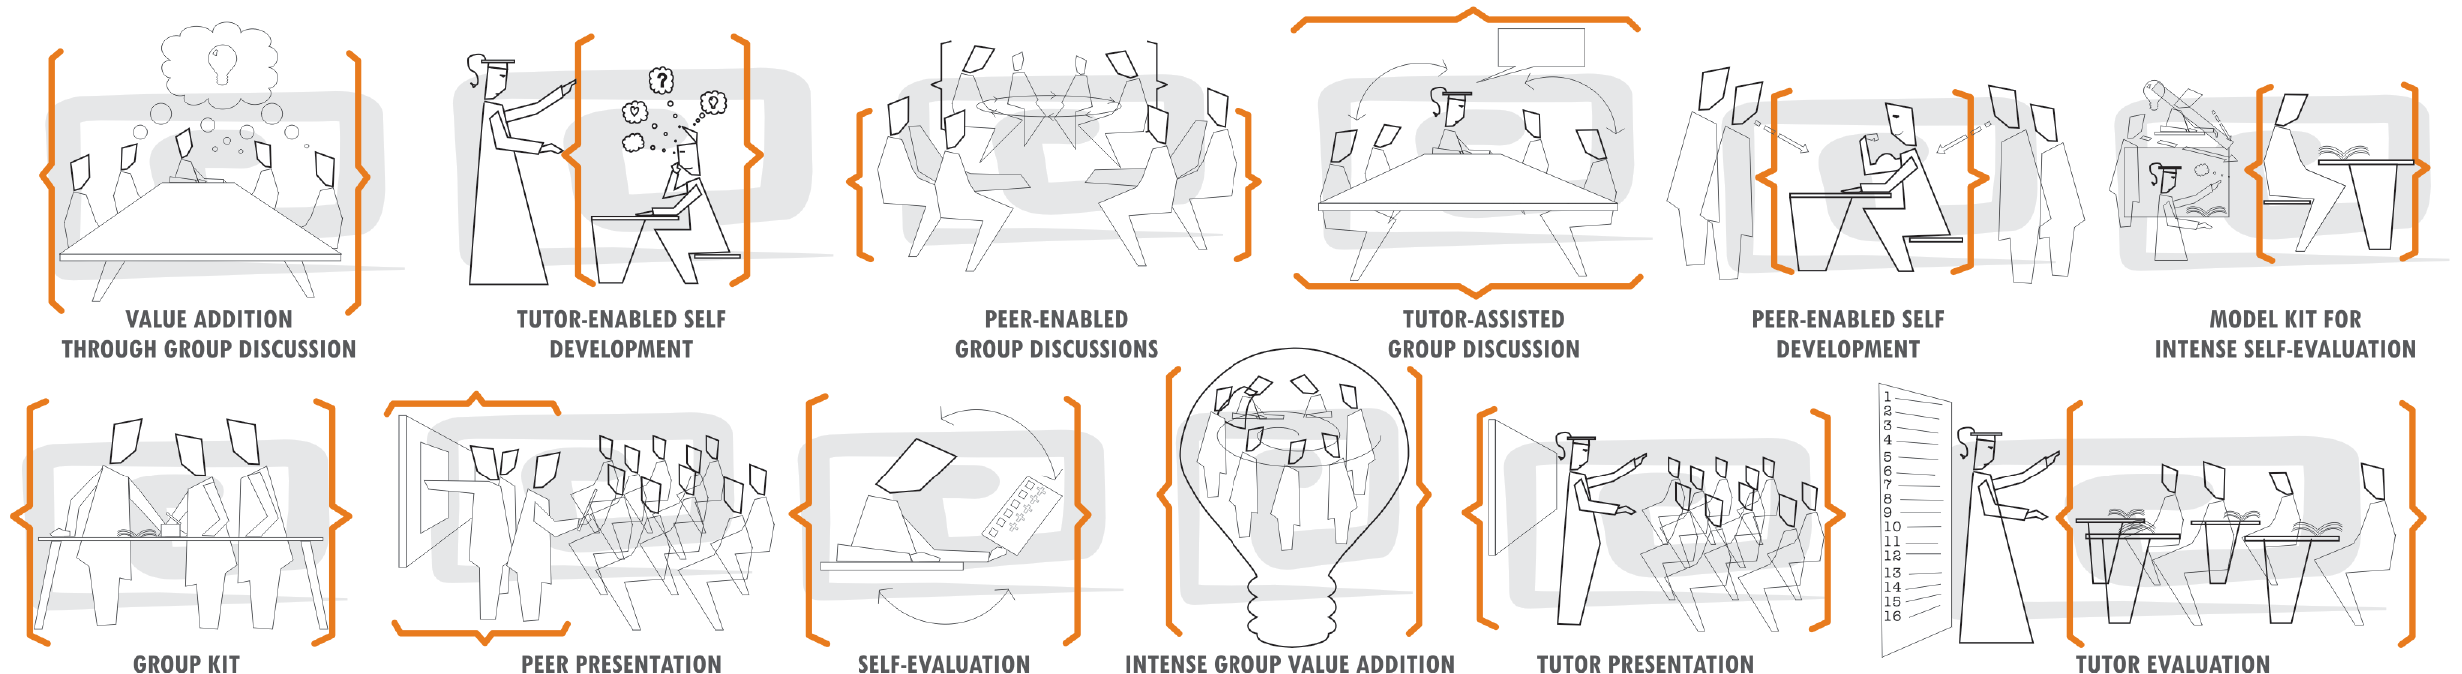 VALUE ADDITION
THROUGH GROUP DISCUSSION
?
TUTOR-ENABLED SELF
DEVELOPMENT
PEER-ENABLED
GROUP DISCUSSIONS
TUTOR-ASSISTED
GROUP DISCUSSION
PEER-ENABLED SELF
DEVELOPMENT
MODEL KIT FOR
INTENSE SELF-EVALUATION
GROUP KIT
PEER PRESENTATION
SELF-EVALUATION
INTENSE GROUP VALUE ADDITION
TUTOR PRESENTATION
1
2
3
4
5
6
7
8
9
10
11
12
13
14
15
16
TUTOR EVALUATION